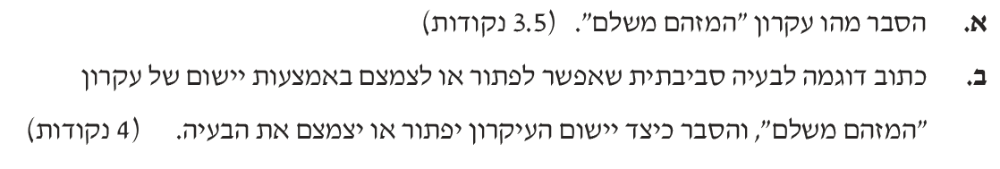 א. הסבר מהו עקרון "המזהם משלם". (3.5 נקודות)
ב. כתוב דוגמה לבעיה סביבתית שאפשר לפתור או לצמצם באמצעות יישום של עקרון
"המזהם משלם", והסבר כיצד יישום העיקרון יפתור או יצמצם את הבעיה. (4 נקודות)